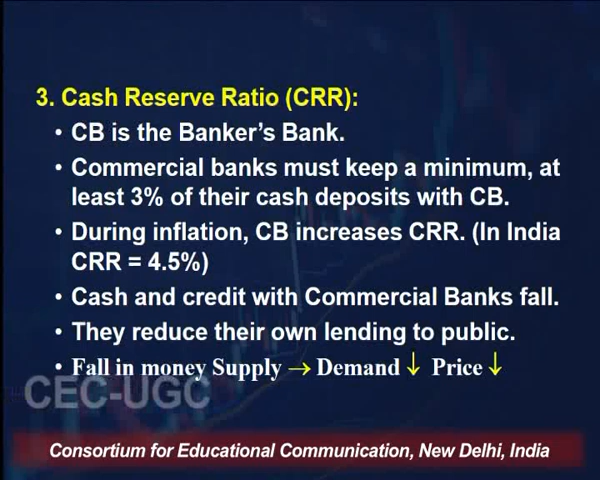 3. Cash Reserve Ratio (CRR):
• CB is the Banker's Bank.
• Commercial banks must keep a minimum, at
least 3% of their cash deposits with CB.
• During inflation, CB increases CRR. (In India
CRR = 4.5%)
• Cash and credit with Commercial Banks fall.
• They reduce their own lending to public.
• Fall in money Supply → Demand ↓ Price ↓
CEC-UGC
Consortium for Educational Communication, New Delhi, India